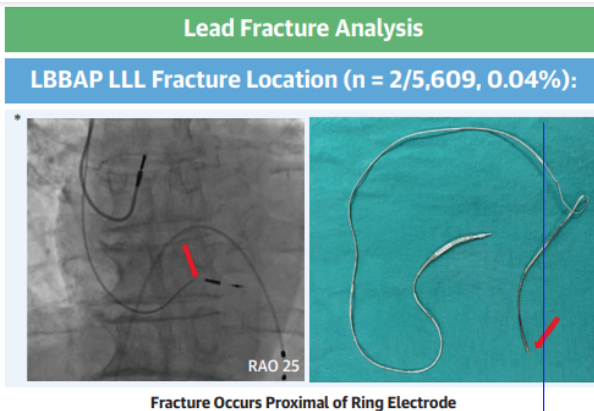 Lead Fracture Analysis
LBBAP LLL Fracture Location (n = 2/5,609, 0.04%):
*
RAO 25
Fracture Occurs Proximal of Ring Electrode